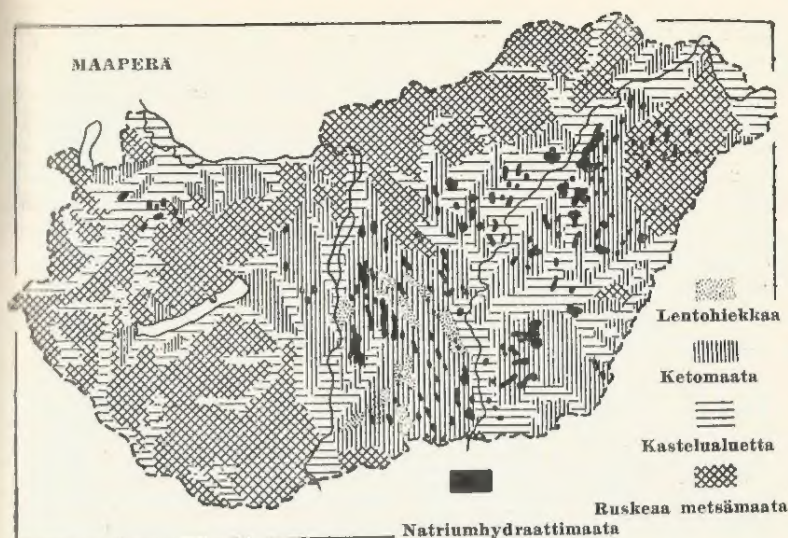 MAAPERÄ
Lentohiekkaa
Ketomaata
Kastelualuetta
Ruskeaa metsämaata
Natriumhydraattimaata